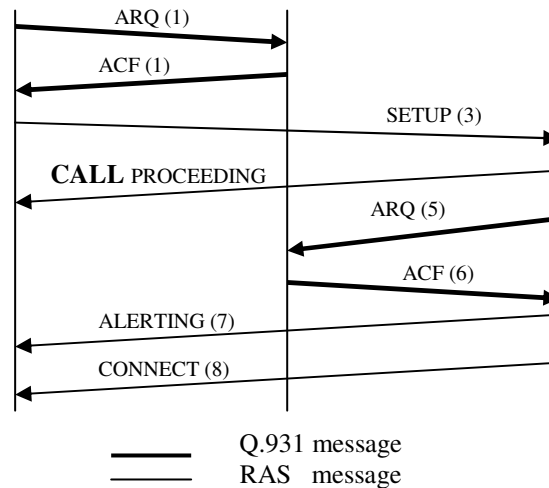 ARQ (1)
ACF (1)
SETUP (3)
CALL PROCEEDING
ARQ (5)
ACF (6)
ALERTING (7)
CONNECT (8)
Q.931 message
RAS message